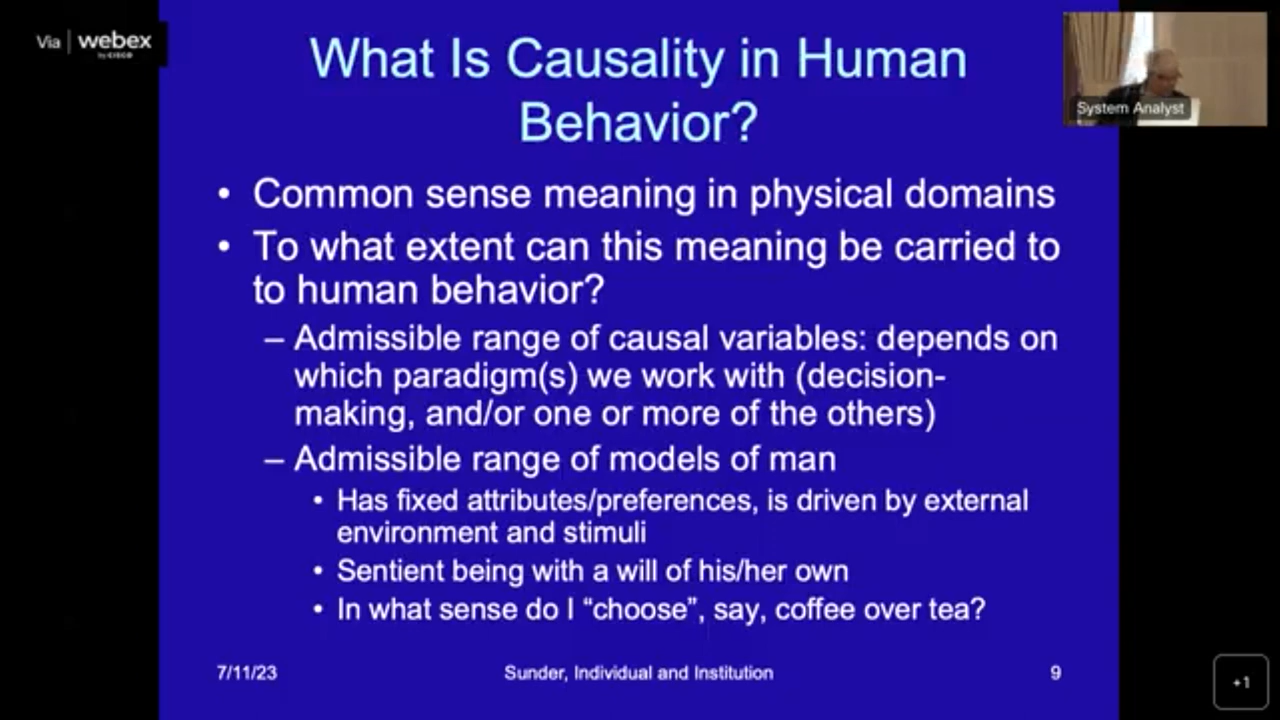 Via | webex
by CISCO
What Is Causality in Human
Behavior?
System Analyst
• Common sense meaning in physical domains
• To what extent can this meaning be carried to
to human behavior?
– Admissible range of causal variables: depends on
which paradigm(s) we work with (decision-
making, and/or one or more of the others)
– Admissible range of models of man
• Has fixed attributes/preferences, is driven by external
environment and stimuli
• Sentient being with a will of his/her own
• In what sense do I “choose”, say, coffee over tea?
7/11/23 Sunder, Individual and Institution 9
+1